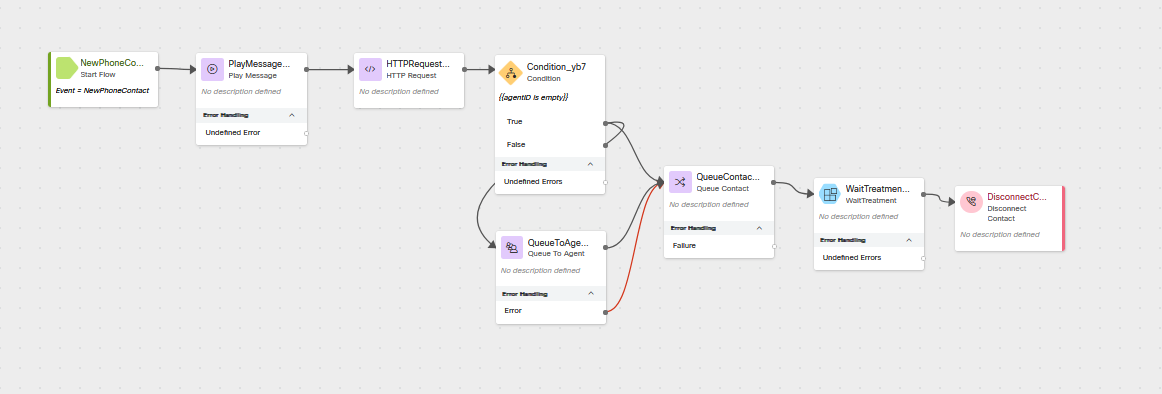 NewPhoneCo...
Start Flow
Event = NewPhoneContact
PlayMessage...
Play Message
No description defined
Error Handling
Undefined Error
HTTPRequest...
HTTP Request
No description defined
Condition_yb7
Condition
{{agentID is empty}}
True
False
Error Handling
Undefined Errors
QueueToAge...
Queue To Agent
No description defined
Error Handling
Error
QueueContac...
Queue Contact
No description defined
Error Handling
Failure
WaitTreatmen...
WaitTreatment
No description defined
Error Handling
Undefined Errors
DisconnectC...
Disconnect
Contact
No description defined